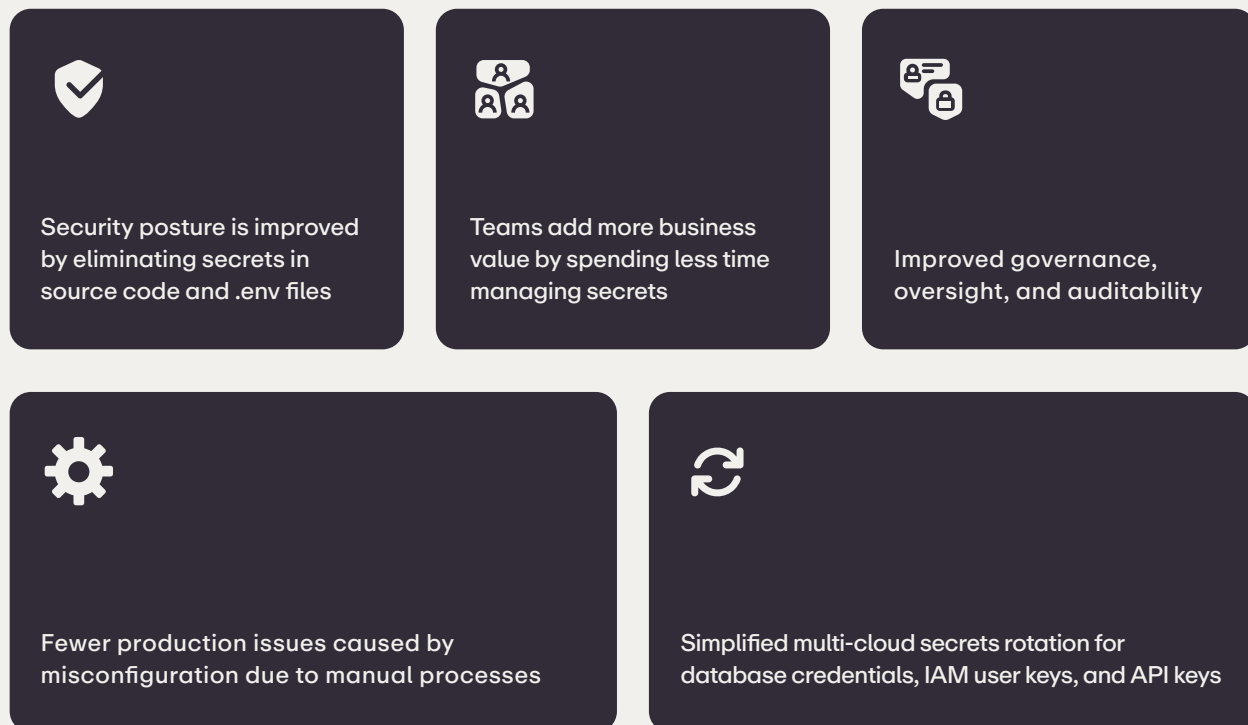 Security posture is improved
by eliminating secrets in
source code and .env files
Teams add more business
value by spending less time
managing secrets
Improved governance,
oversight, and auditability
Fewer production issues caused by
misconfiguration due to manual processes
Simplified multi-cloud secrets rotation for
database credentials, IAM user keys, and API keys